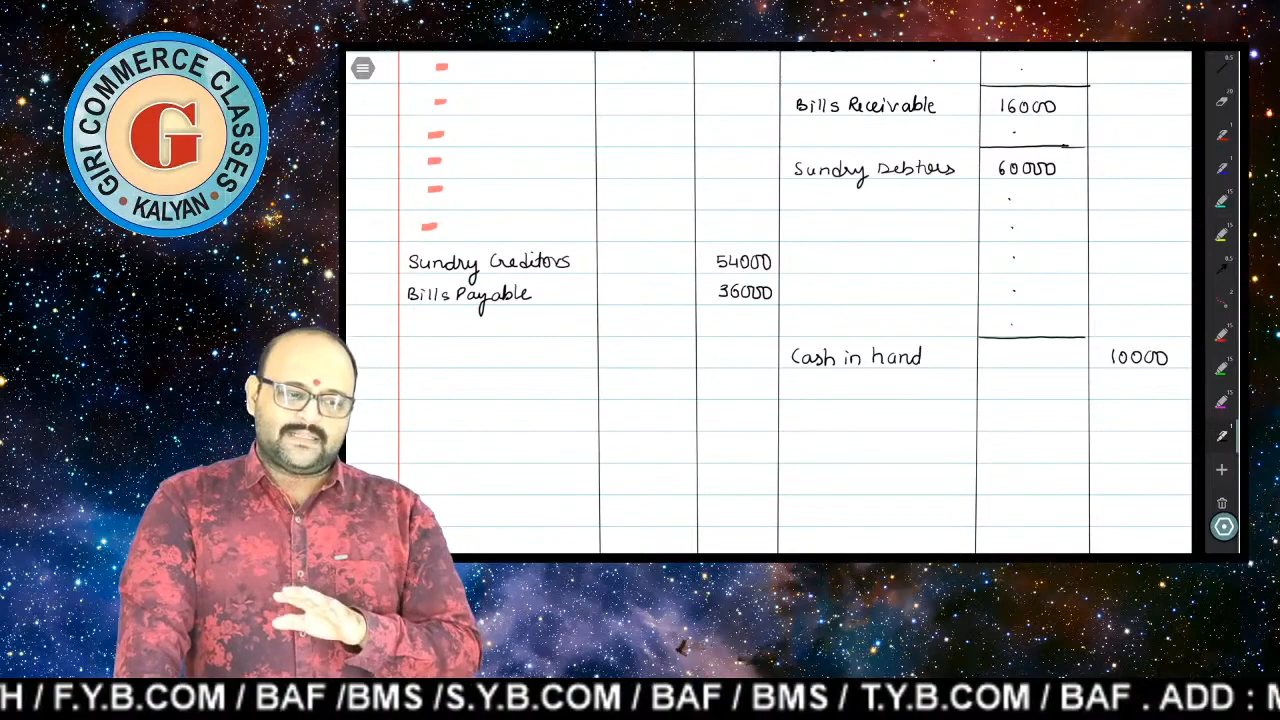 GIRI COMMERCE CLASSES
G
• KALYAN •
Bills Receivable 16000
Sundry Debtors 60000
Sundry Creditors 54000
Bills Payable 36000
Cash in hand 10000
H / F.Y.B.COM / BAF /BMS /S.Y.B.COM / BAF / BMS / T.Y.B.COM / BAF . ADD : M